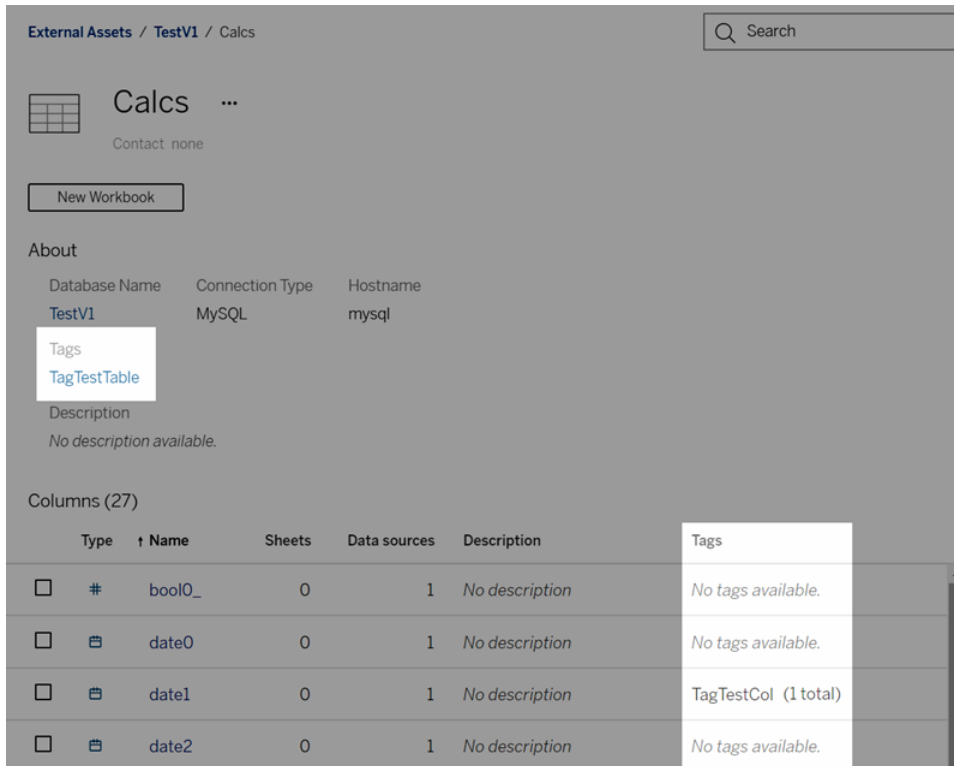 External Assets / TestV1 / Calcs
Search
Calcs ...
Contact none
New Workbook
About
Database Name Connection Type Hostname
TestV1 MySQL mysql
Tags
TagTestTable
Description
No description available.
Columns (27)
Type ↑ Name Sheets Data sources Description Tags
# bool0_ 0 1 No description No tags available.
date0 0 1 No description No tags available.
date1 0 1 No description TagTestCol (1 total)
date2 0 1 No description No tags available.